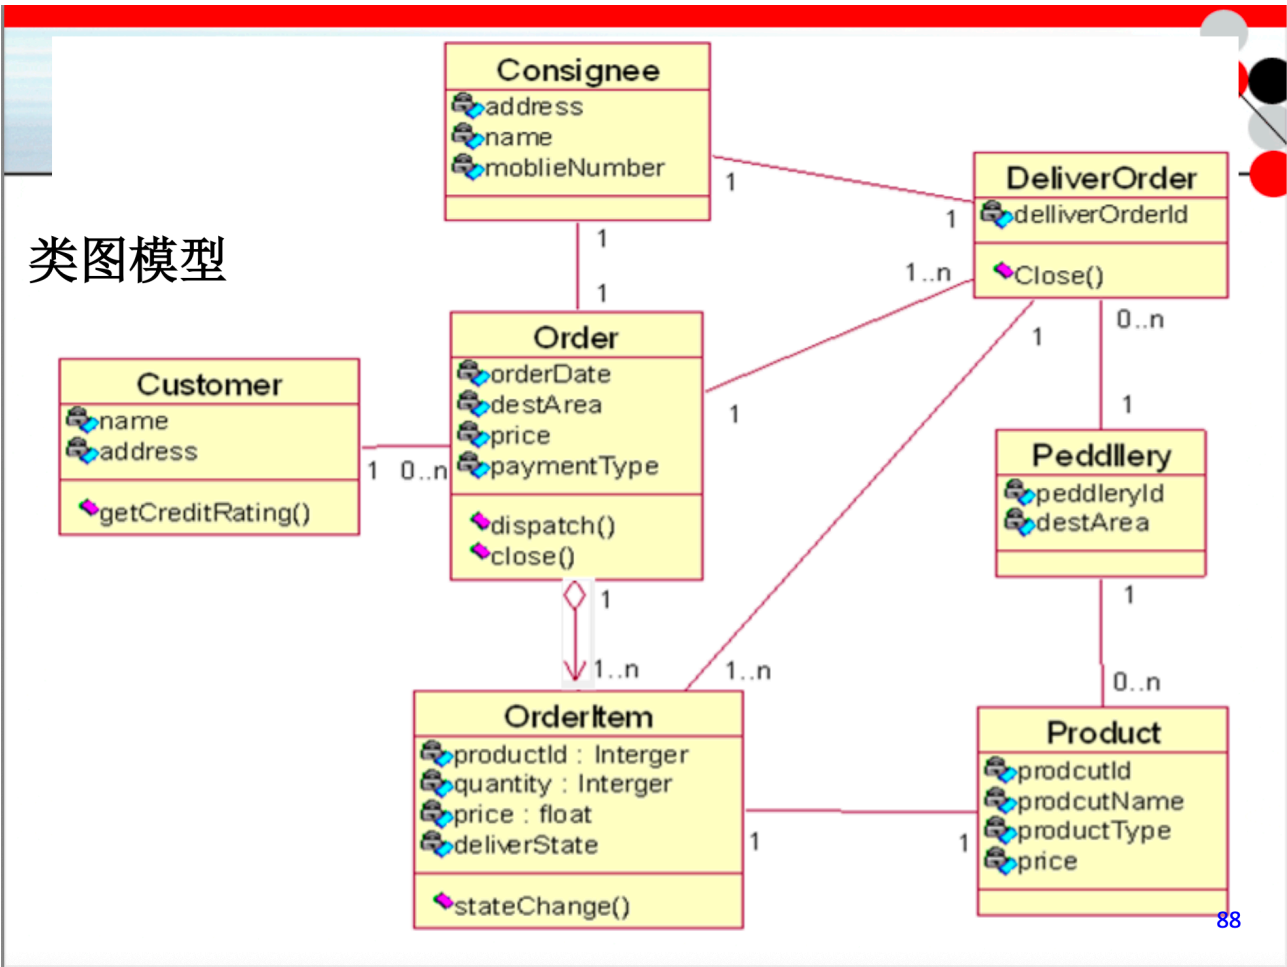 Consignee
address
name
moblieNumber
1
1
DeliverOrder
delliverOrderId
Close()
类图模型
1
1
1..n
0..n
1
Order
orderDate
destArea
price
paymentType
dispatch()
close()
1
1
Customer
name
address
getCreditRating()
1 0..n
Peddllery
peddleryId
destArea
1
1..n
1..n
1
0..n
OrderItem
productId : Interger
quantity : Interger
price : float
deliverState
stateChange()
1
1
Product
prodcutId
prodcutName
productType
price
88